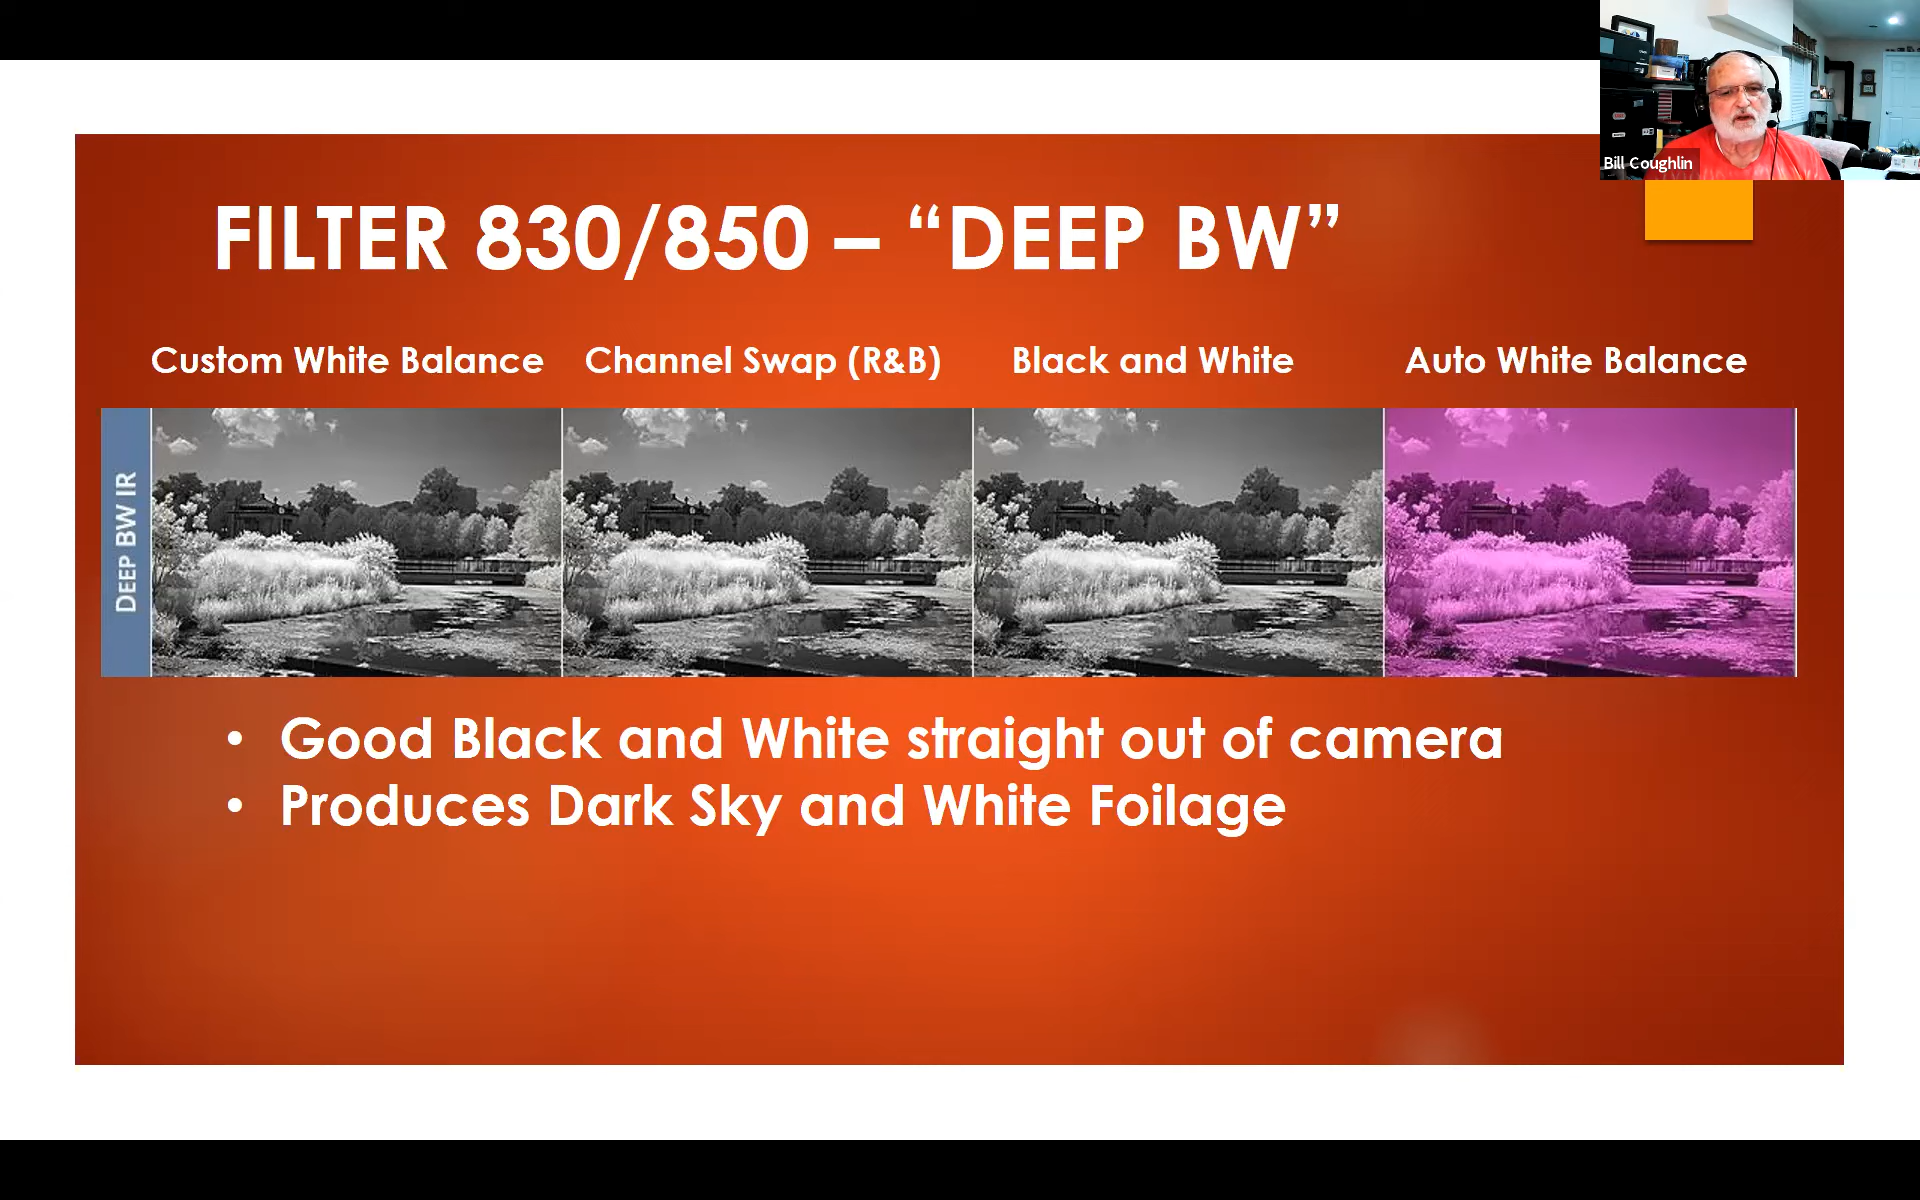 Bill Coughlin
FILTER 830/850 – “DEEP BW”
Custom White Balance
Channel Swap (R&B)
Black and White
Auto White Balance
DEEP BW IR
• Good Black and White straight out of camera
• Produces Dark Sky and White Foilage